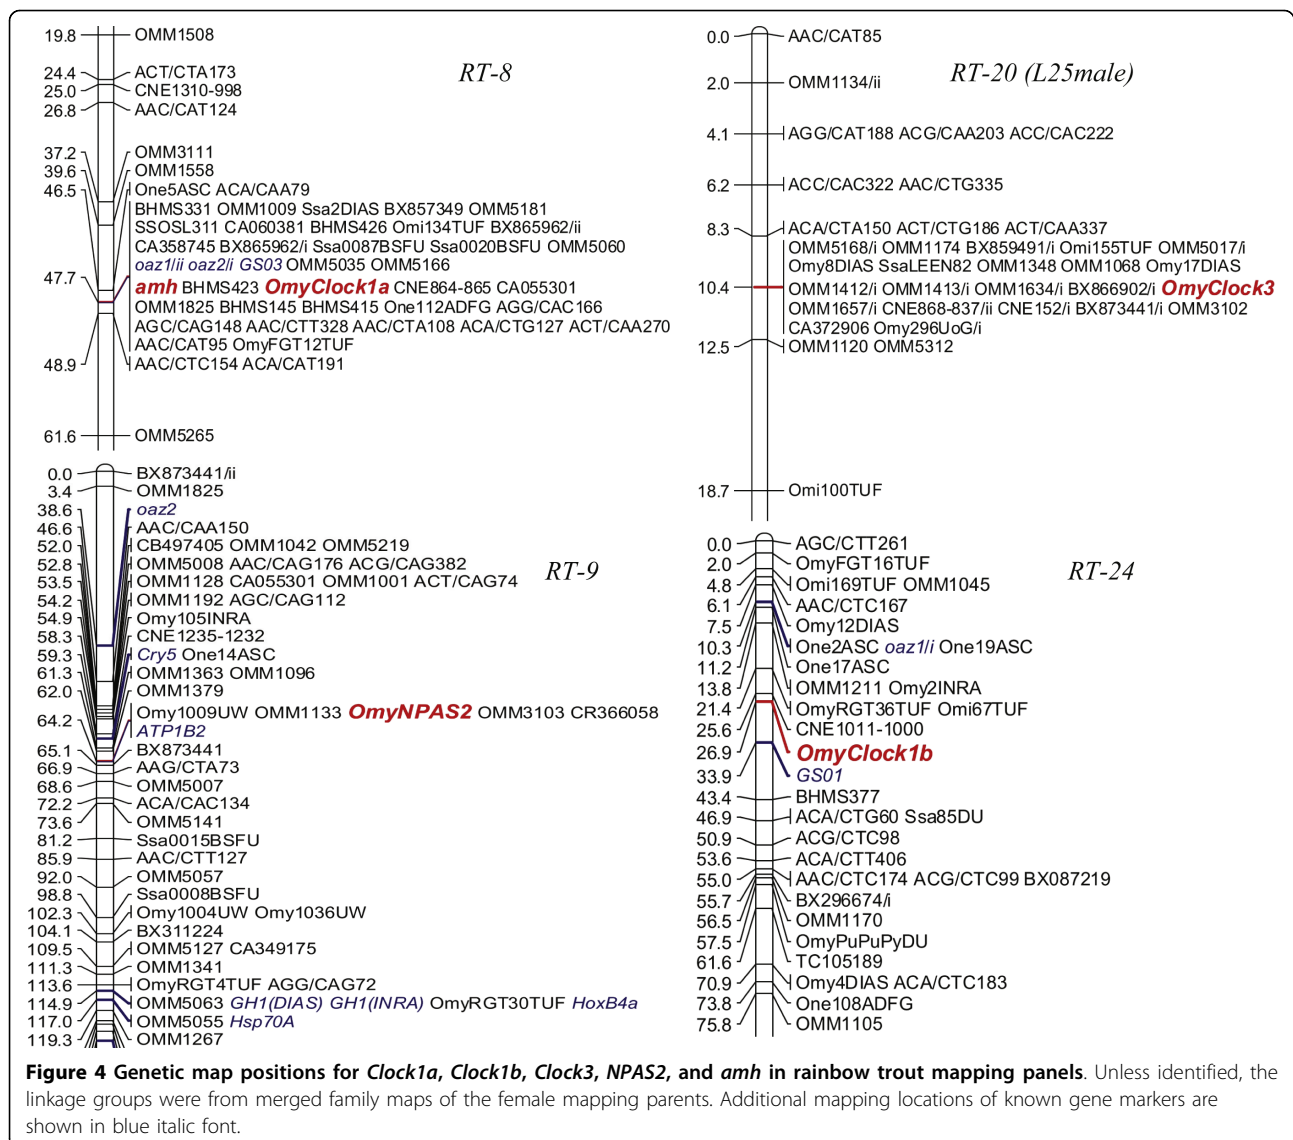 RT-8
19.8 OMM1508
24.4 ACT/CTA173
25.0 CNE1310-998
26.8 AAC/CAT124
37.2 OMM3111
39.6 OMM1558
46.5 One5ASC ACA/CAA79
BHMS331 OMM1009 Ssa2DIAS BX857349 OMM5181
SSOSL311 CA060381 BHMS426 Omi134TUF BX865962/ii
CA358745 BX865962/i Ssa0087BSFU Ssa0020BSFU OMM5060
oaz1/ii oaz2/i GS03 OMM5035 OMM5166
47.7 amh BHMS423 OmyClock1a CNE864-865 CA055301
OMM1825 BHMS145 BHMS415 One112ADFG AGG/CAC166
AGC/CAG148 AAC/CTT328 AAC/CTA108 ACA/CTG127 ACT/CAA270
AAC/CAT95 OmyFGT12TUF
48.9 AAC/CTC154 ACA/CAT191
61.6 OMM5265
RT-9
0.0 BX873441/ii
3.4 OMM1825
38.6 oaz2
46.6 AAC/CAA150
52.0 CB497405 OMM1042 OMM5219
52.8 OMM5008 AAC/CAG176 ACG/CAG382
53.5 OMM1128 CA055301 OMM1001 ACT/CAG74
54.2 OMM1192 AGC/CAG112
54.9 Omy105INRA
58.3 CNE1235-1232
59.3 Cry5 One14ASC
61.3 OMM1363 OMM1096
62.0 OMM1379
64.2 Omy1009UW OMM1133 OmyNPAS2 OMM3103 CR366058
ATP1B2
65.1 BX873441
66.9 AAG/CTA73
68.6 OMM5007
72.2 ACA/CAC134
73.6 OMM5141
81.2 Ssa0015BSFU
85.9 AAC/CTT127
92.0 OMM5057
98.8 Ssa0008BSFU
102.3 Omy1004UW Omy1036UW
104.1 BX311224
109.5 OMM5127 CA349175
111.3 OMM1341
113.6 OmyRGT4TUF AGG/CAG72
114.9 OMM5063 GH1(DIAS) GH1(INRA) OmyRGT30TUF HoxB4a
117.0 OMM5055 Hsp70A
119.3 OMM1267
RT-20 (L25male)
0.0 AAC/CAT85
2.0 OMM1134/ii
4.1 AGG/CAT188 ACG/CAA203 ACC/CAC222
6.2 ACC/CAC322 AAC/CTG335
8.3 ACA/CTA150 ACT/CTG186 ACT/CAA337
OMM5168/i OMM1174 BX859491/i Omi155TUF OMM5017/i
Omy8DIAS SsaLEEN82 OMM1348 OMM1068 Omy17DIAS
10.4 OMM1412/i OMM1413/i OMM1634/i BX866902/i OmyClock3
OMM1657/i CNE868-837/ii CNE152/i BX873441/i OMM3102
CA372906 Omy296UoG/i
12.5 OMM1120 OMM5312
18.7 Omi100TUF
RT-24
0.0 AGC/CTT261
2.0 OmyFGT16TUF
4.8 Omi169TUF OMM1045
6.1 AAC/CTC167
7.5 Omy12DIAS
10.3 One2ASC oaz1/i One19ASC
11.2 One17ASC
13.8 OMM1211 Omy2INRA
21.4 OmyRGT36TUF Omi67TUF
25.6 CNE1011-1000
26.9 OmyClock1b
33.9 GS01
43.4 BHMS377
46.9 ACA/CTG60 Ssa85DU
50.9 ACG/CTC98
53.6 ACA/CTT406
55.0 AAC/CTC174 ACG/CTC99 BX087219
55.7 BX296674/i
56.5 OMM1170
57.5 OmyPuPuPyDU
61.6 TC105189
70.9 Omy4DIAS ACA/CTC183
73.8 One108ADFG
75.8 OMM1105
Figure 4 Genetic map positions for Clock1a, Clock1b, Clock3, NPAS2, and amh in rainbow trout mapping panels. Unless identified, the
linkage groups were from merged family maps of the female mapping parents. Additional mapping locations of known gene markers are
shown in blue italic font.